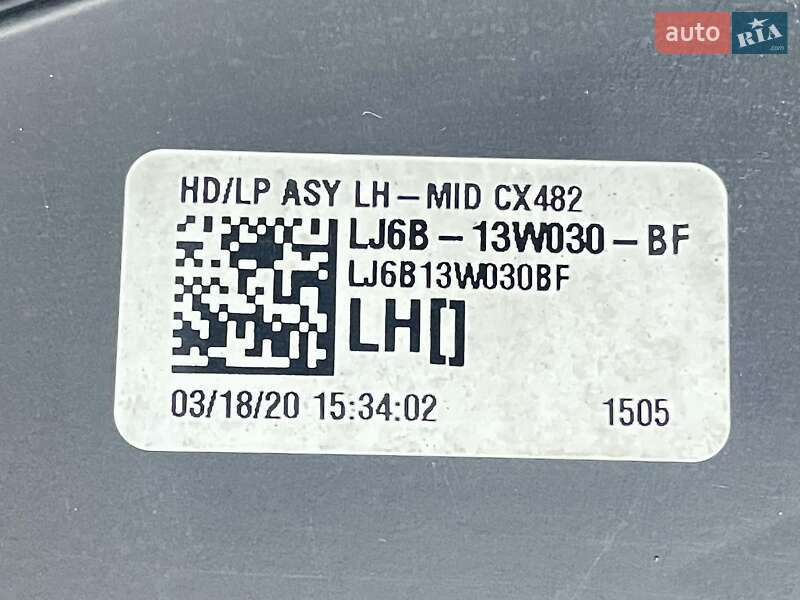 auto RIA.com
HD/LP ASY LH-MID CX482
LJ6B-13W030-BF
LJ6B13W030BF
LH[]
03/18/20 15:34:02 1505